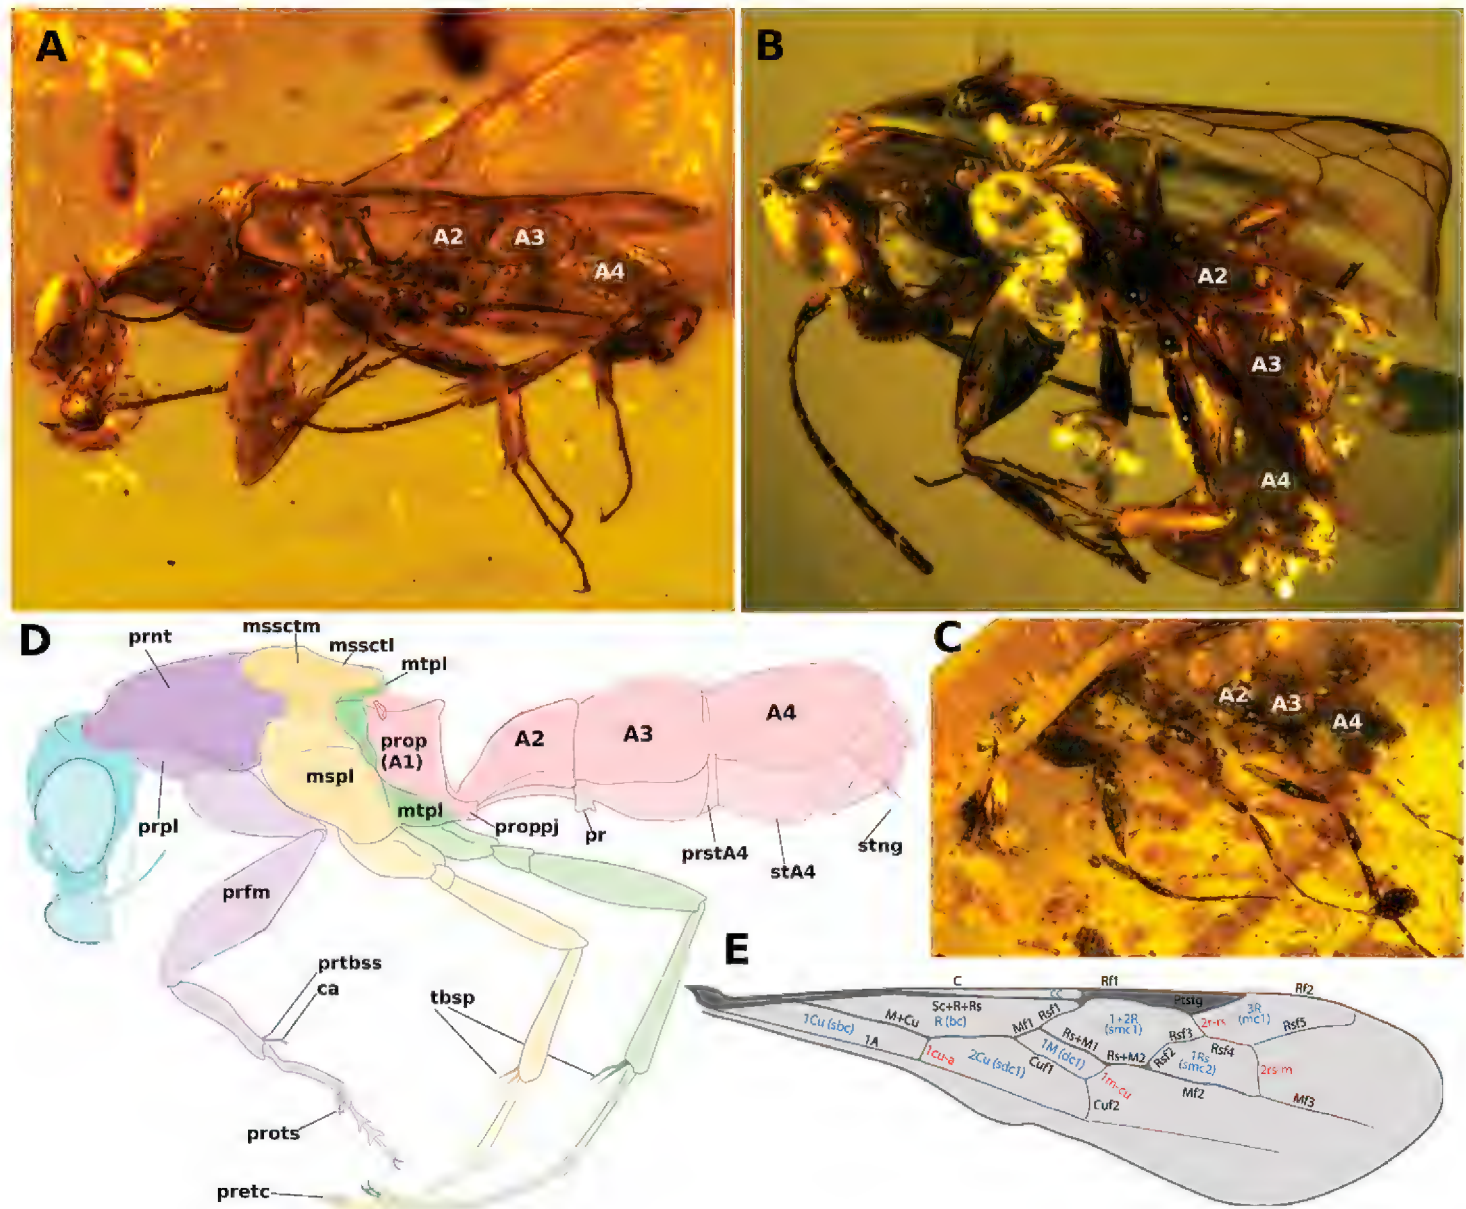 A
A2
A3
A4
B
A2
A3
A4
D
prnt
mssctm
mssctl
mtpl
prop
(A1)
A2
A3
A4
mspl
mtpl
prpl
proppj
pr
prstA4
stA4
stng
prfm
prtbss
ca
tbsp
prots
pretc
C
A2
A3
A4
E
C
Rf1
Rf2
cc
Ptstg
Sc+R+Rs
R (bc)
M+Cu
1Cu (sbc)
1A
Mf1
Rsf1
1+2R
(smc1)
2r-rs
3R
(mc1)
Rsf5
Rs+M1
Rsf3
Rsf4
1cu-a
2Cu (sdc1)
Cuf1
1M (dc1)
Rs+M2
Rsf2
1Rs
(smc2)
2rs-m
1m-cu
Cuf2
Mf2
Mf3